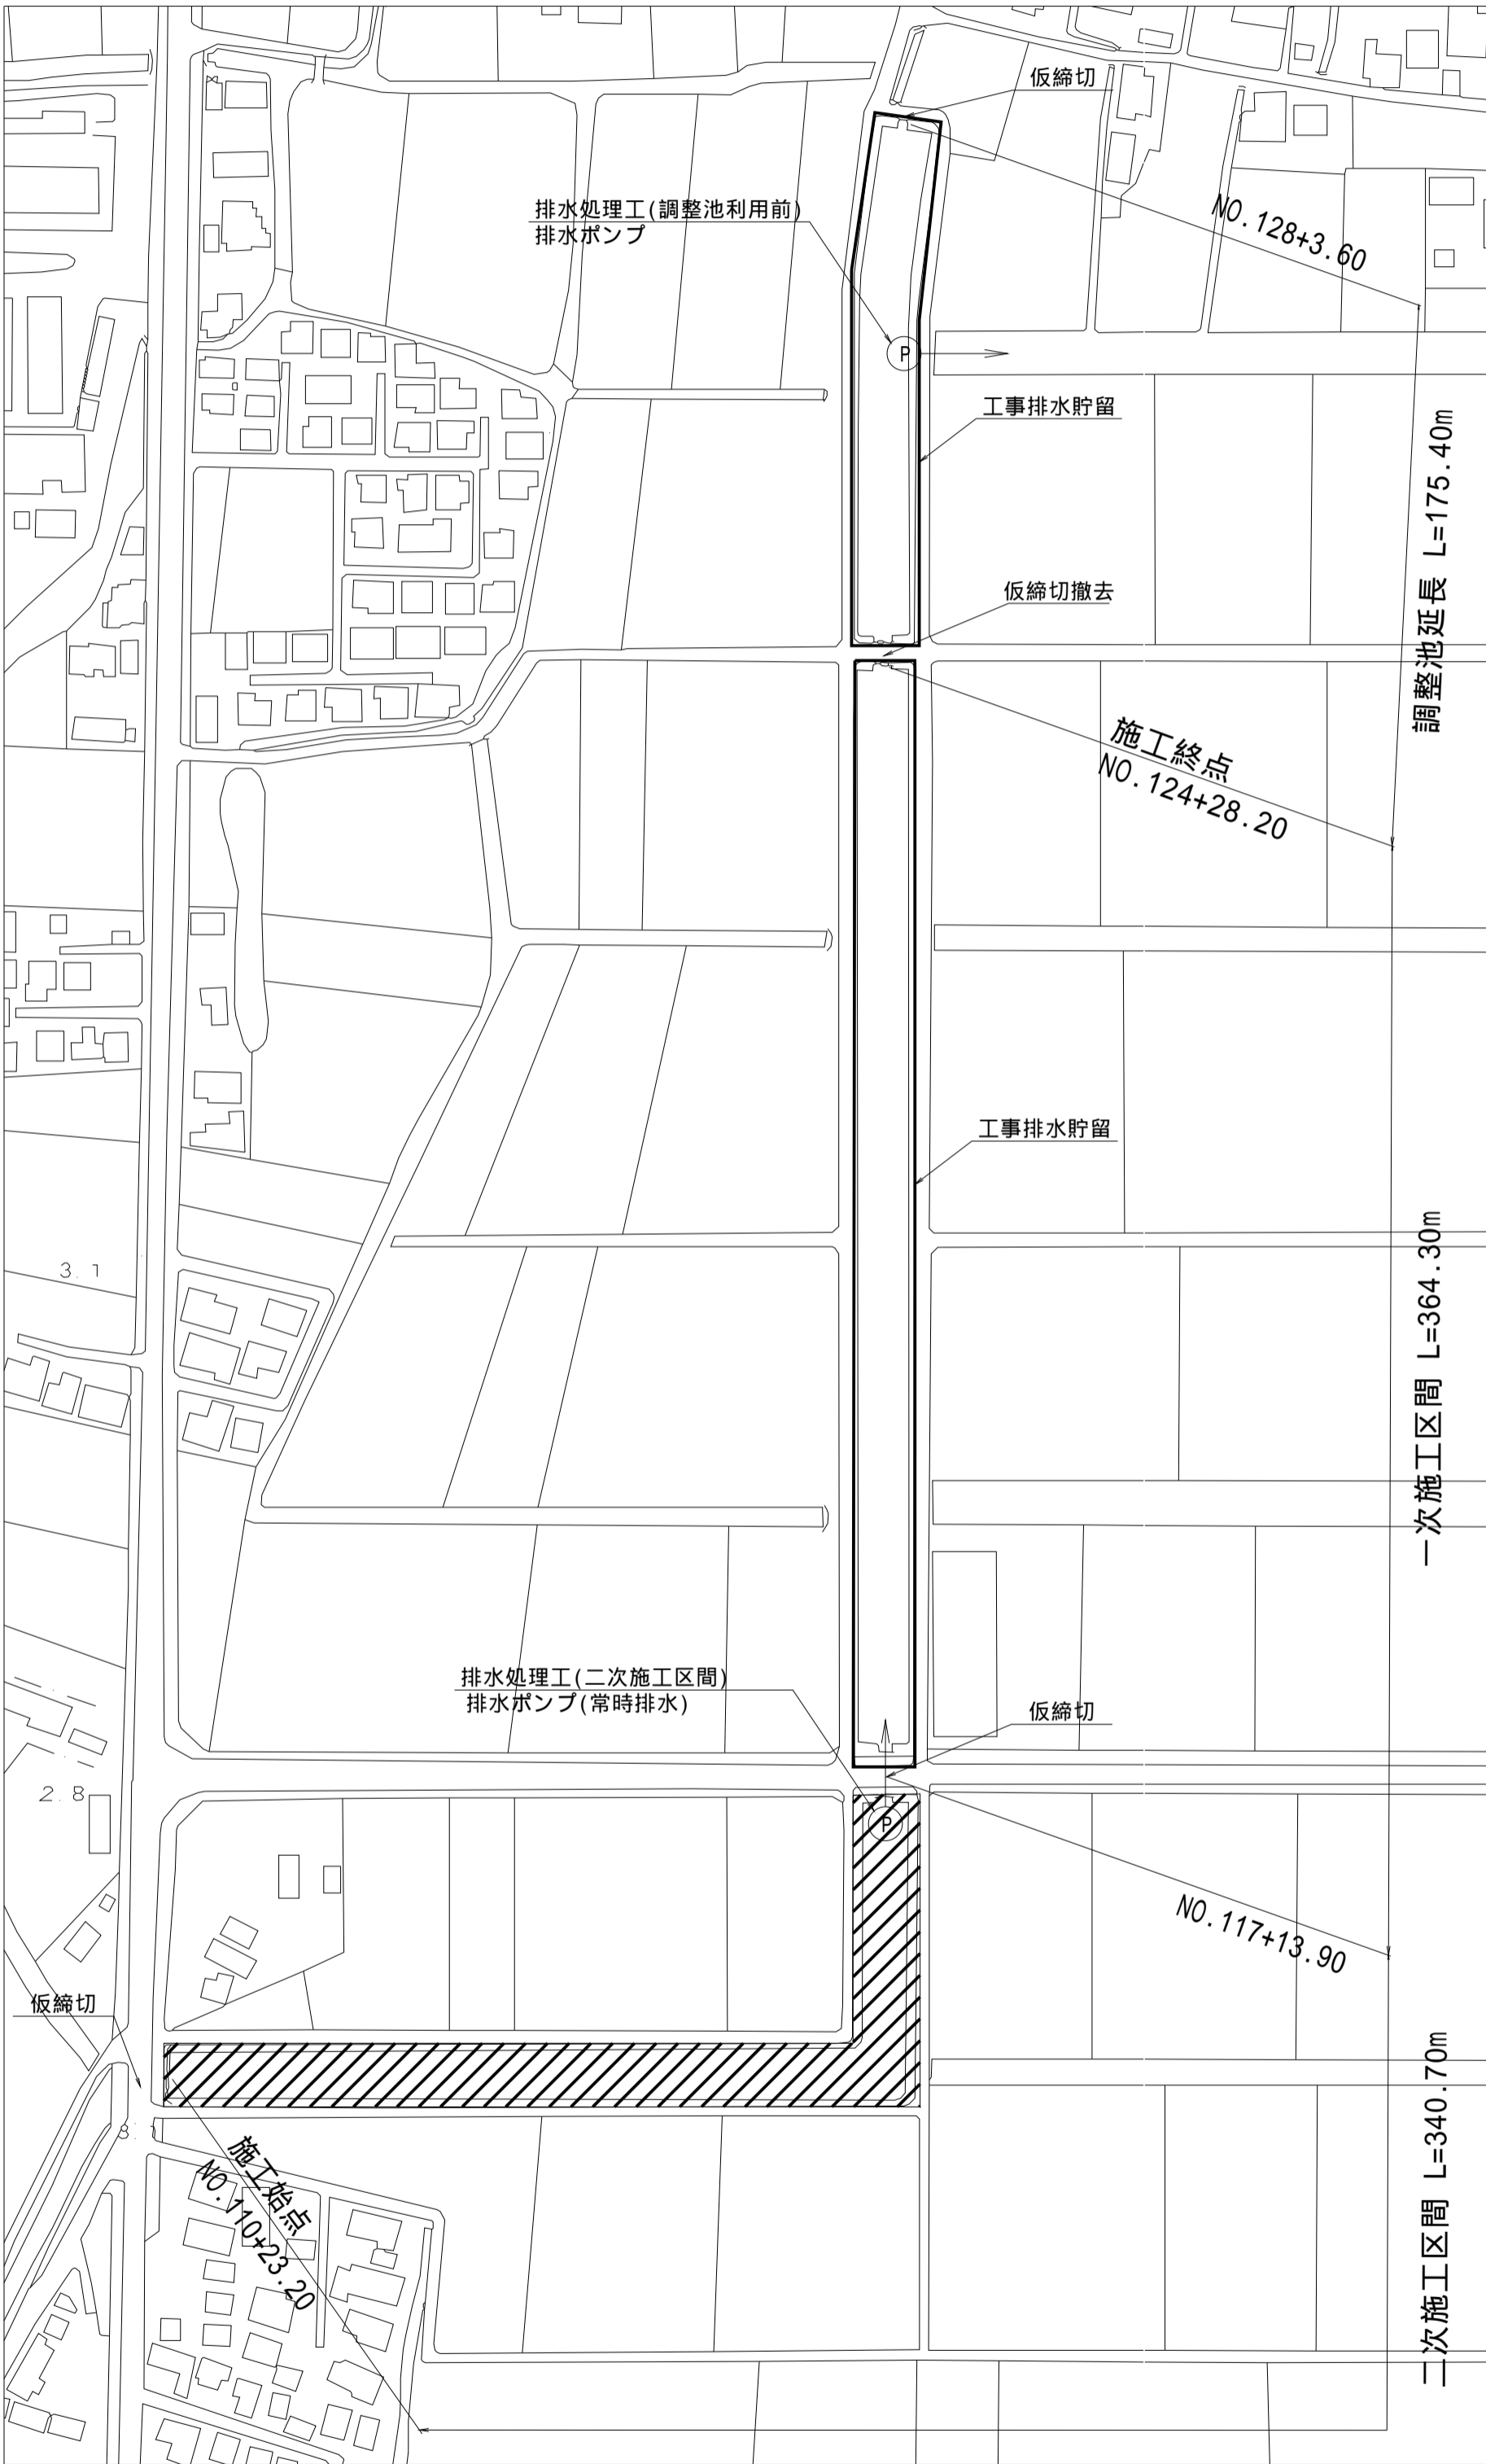 仮締切
排水処理工(調整池利用前)
排水ポンプ
NO.128+3.60
P
工事排水貯留
調整池延長 L=175.40m
仮締切撤去
施工終点
NO.124+28.20
工事排水貯留
一次施工区間 L=364.30m
3.1
排水処理工(二次施工区間)
排水ポンプ(常時排水)
仮締切
2.8
P
NO.117+13.90
仮締切
施工始点
NO.110+23.20
二次施工区間 L=340.70m